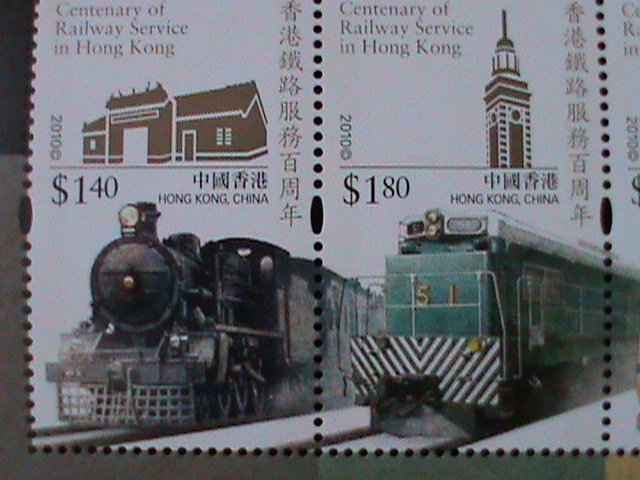 Centenary of
Railway Service
in Hong Kong
香港鐵路服務百周年
2010©
$1.40
中國香港
HONG KONG, CHINA
Centenary of
Railway Service
in Hong Kong
香港鐵路服務百周年
2010©
$1.80
中國香港
HONG KONG, CHINA
51